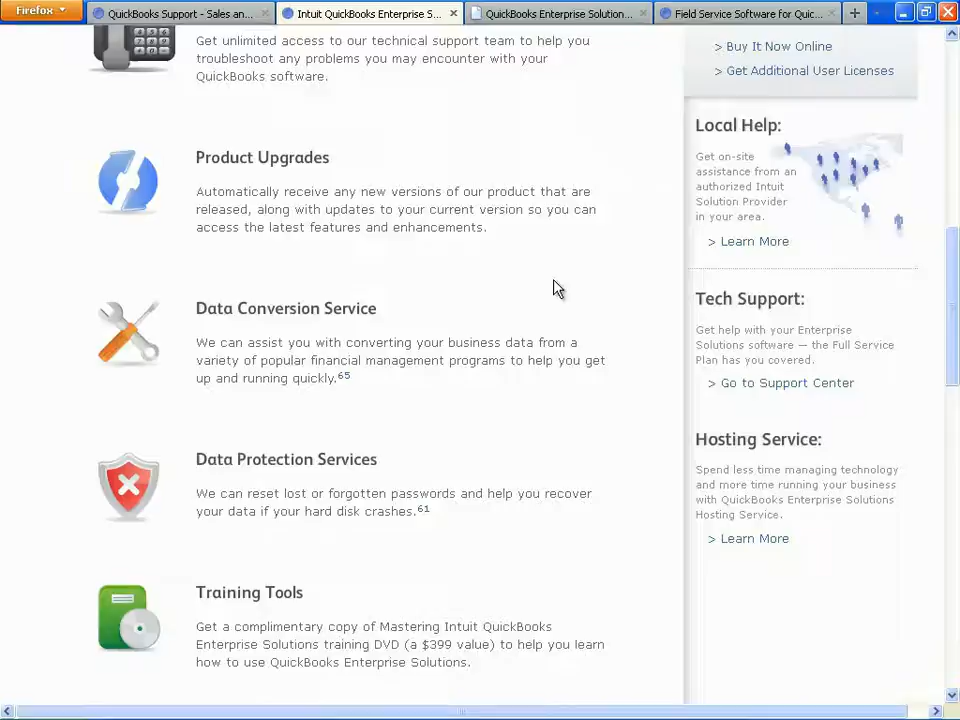 Firefox
QuickBooks Support - Sales an...
Intuit QuickBooks Enterprise S...
QuickBooks Enterprise Solution...
Field Service Software for Quic...
Get unlimited access to our technical support team to help you
troubleshoot any problems you may encounter with your
QuickBooks software.
Product Upgrades
Automatically receive any new versions of our product that are
released, along with updates to your current version so you can
access the latest features and enhancements.
Data Conversion Service
We can assist you with converting your business data from a
variety of popular financial management programs to help you get
up and running quickly.65
Data Protection Services
We can reset lost or forgotten passwords and help you recover
your data if your hard disk crashes.61
Training Tools
Get a complimentary copy of Mastering Intuit QuickBooks
Enterprise Solutions training DVD (a $399 value) to help you learn
how to use QuickBooks Enterprise Solutions.
> Buy It Now Online
> Get Additional User Licenses
Local Help:
Get on-site
assistance from an
authorized Intuit
Solution Provider
in your area.
> Learn More
Tech Support:
Get help with your Enterprise
Solutions software — the Full Service
Plan has you covered.
> Go to Support Center
Hosting Service:
Spend less time managing technology
and more time running your business
with QuickBooks Enterprise Solutions
Hosting Service.
> Learn More